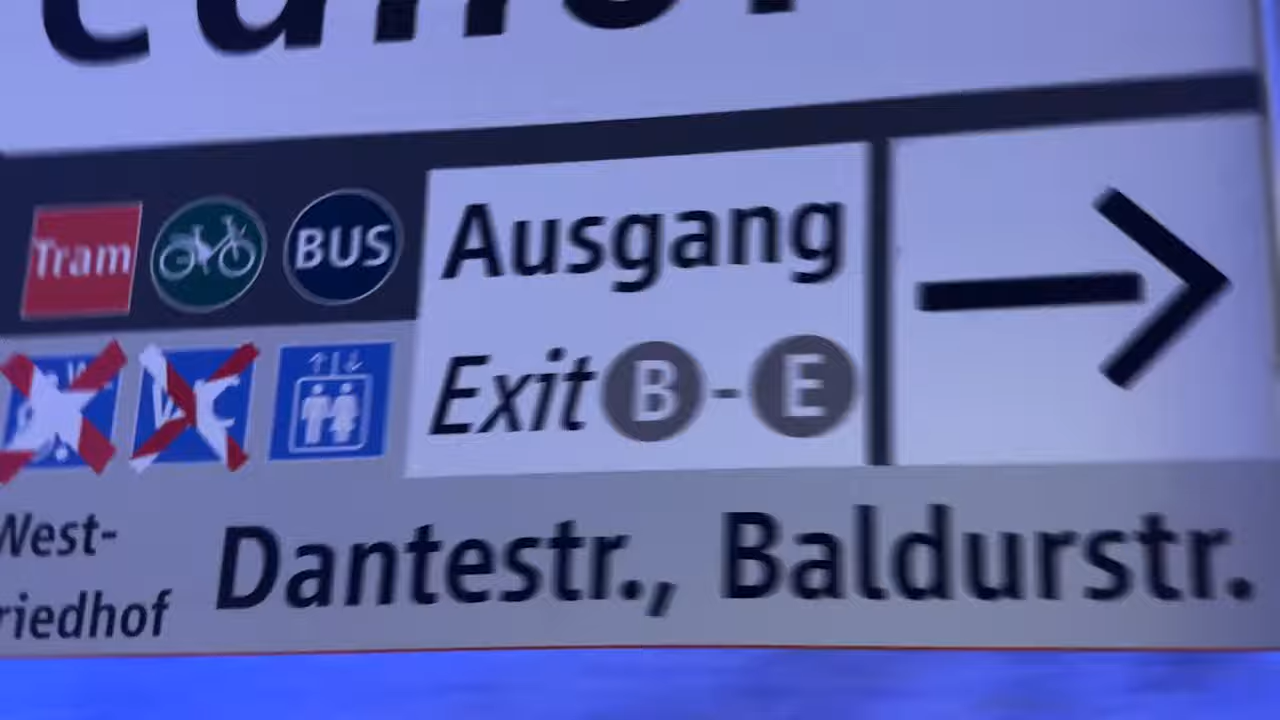 Tram BUS Ausgang
Exit B - E
West-
riedhof
Dantestr., Baldurstr.